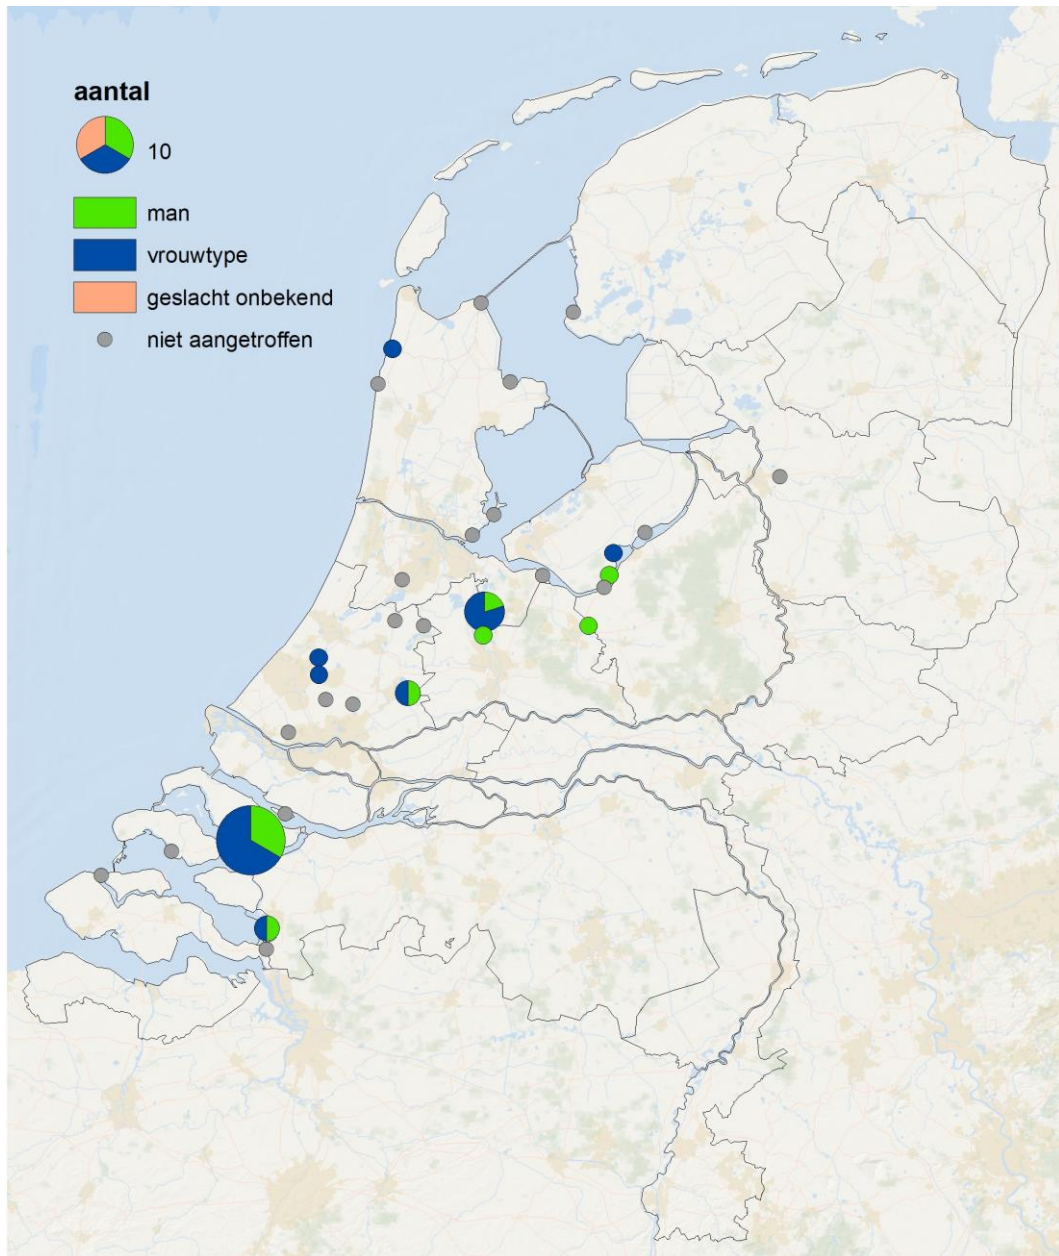 aantal
10
man
vrouwtype
geslacht onbekend
niet aangetroffen